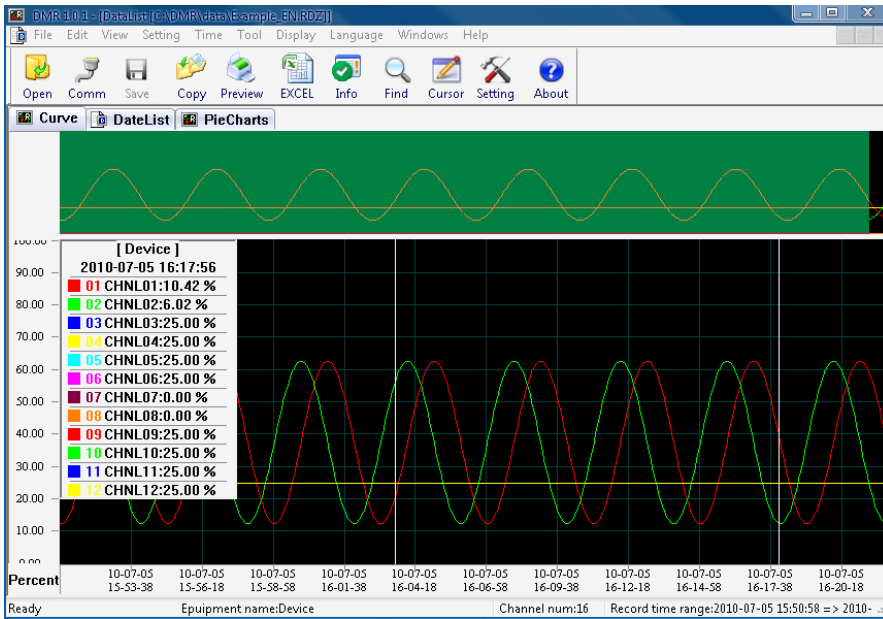 DMR 1.0.1 - [DataList [C:\DMR\data\Example_EN.RDZ]]
File Edit View Setting Time Tool Display Language Windows Help
Open Comm Save Copy Preview EXCEL Info Find Cursor Setting About
Curve DateList PieCharts
100.00
90.00
80.00
70.00
60.00
50.00
40.00
30.00
20.00
10.00
0.00
[ Device ]
2010-07-05 16:17:56
01 CHNL01:10.42 %
02 CHNL02:6.02 %
03 CHNL03:25.00 %
04 CHNL04:25.00 %
05 CHNL05:25.00 %
06 CHNL06:25.00 %
07 CHNL07:0.00 %
08 CHNL08:0.00 %
09 CHNL09:25.00 %
10 CHNL10:25.00 %
11 CHNL11:25.00 %
12 CHNL12:25.00 %
Percent
10-07-05 10-07-05 10-07-05 10-07-05 10-07-05 10-07-05 10-07-05 10-07-05 10-07-05 10-07-05 10-07-05
15-53-38 15-56-18 15-58-58 16-01-38 16-04-18 16-06-58 16-09-38 16-12-18 16-14-58 16-17-38 16-20-18
Ready Epuipment name:Device Channel num:16 Record time range:2010-07-05 15:50:58 => 2010-